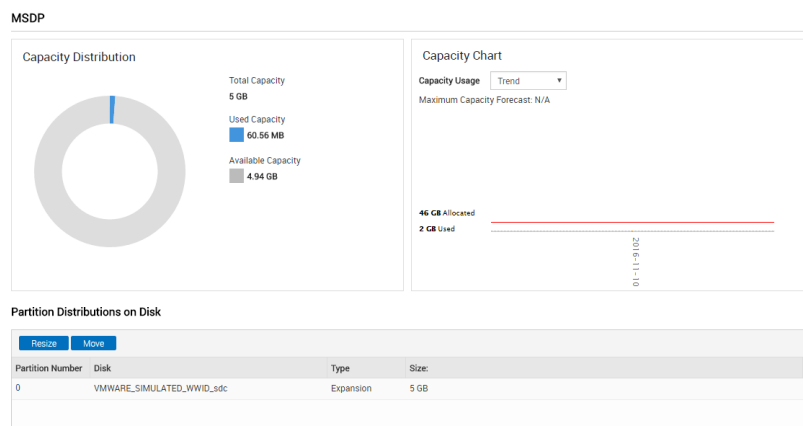 MSDP
Capacity Distribution
Total Capacity
5 GB
Used Capacity
60.56 MB
Available Capacity
4.94 GB
Capacity Chart
Capacity Usage Trend
Maximum Capacity Forecast: N/A
46 GB Allocated
2 GB Used
2016-11-10
Partition Distributions on Disk
Resize Move
Partition Number Disk Type Size:
0 VMWARE_SIMULATED_WWID_sdc Expansion 5 GB